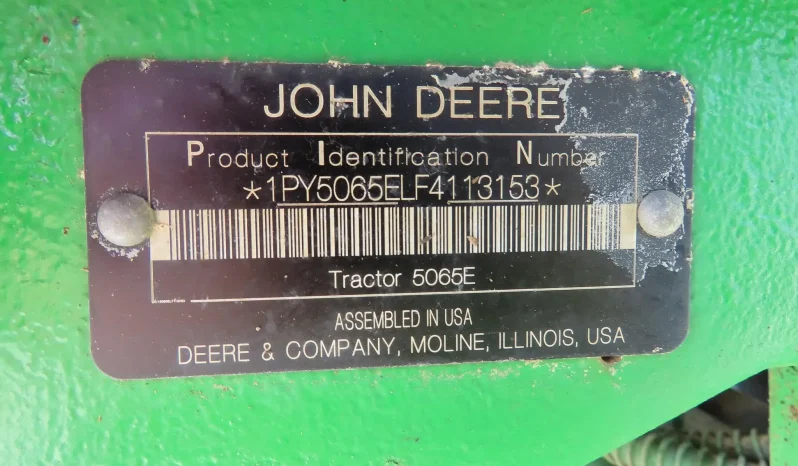 JOHN DEERE
Product Identification Number
*1PY5065ELF4113153*
Tractor 5065E
ASSEMBLED IN USA
DEERE & COMPANY, MOLINE, ILLINOIS, USA